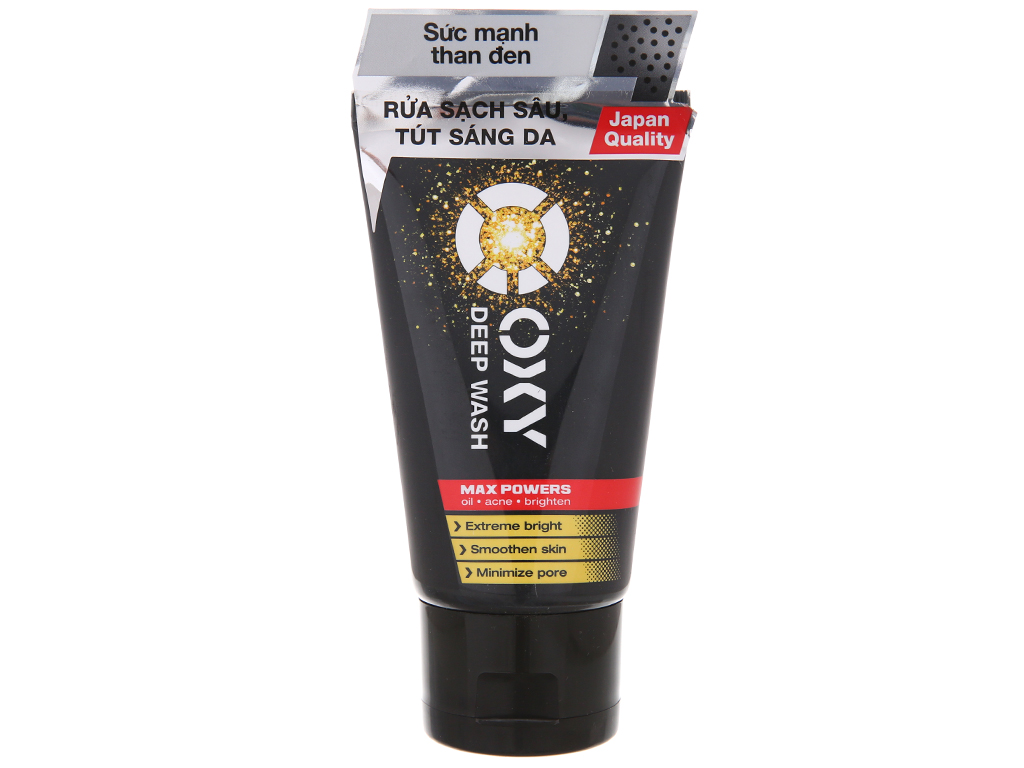 Sức mạnh
than đen
RỬA SẠCH SÂU,
TÚT SÁNG DA
Japan
Quality
OXY
DEEP WASH
MAX POWERS
oil • acne • brighten
Extreme bright
Smoothen skin
Minimize pore